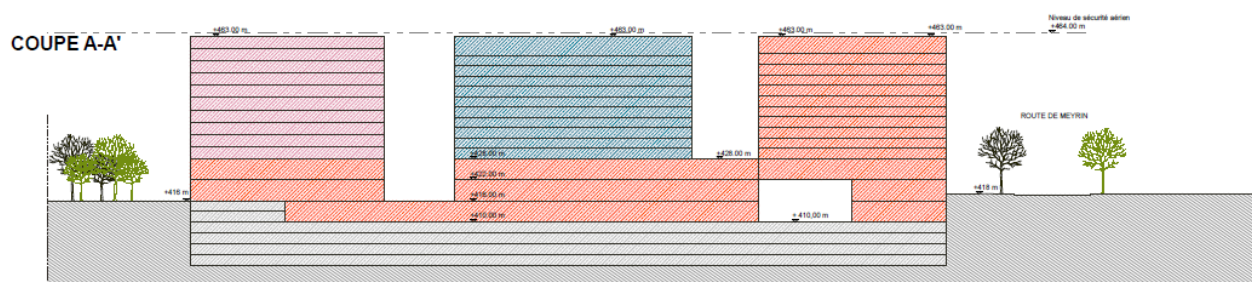 Niveau de sécurité aérien
+464.00 m
+463.00 m
+463.00 m
+463.00 m
+463.00 m
COUPE A-A'
ROUTE DE MEYRIN
+428.00 m
+428.00 m
+422.00 m
+416 m
+416.00 m
+418 m
+410.00 m
+ 410,00 m